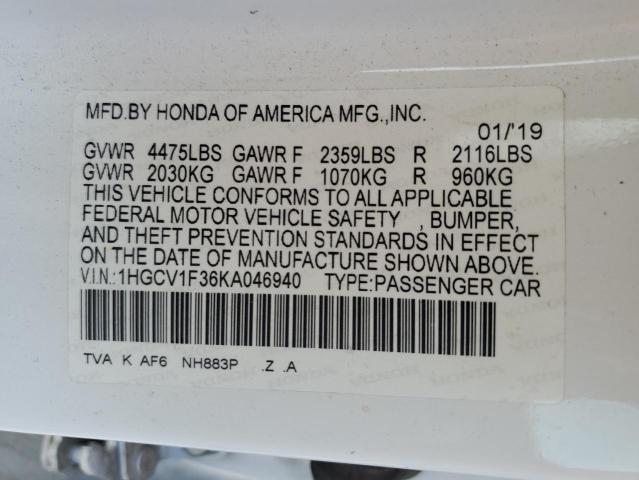 MFD.BY HONDA OF AMERICA MFG.,INC.
01/'19
GVWR 4475LBS GAWR F 2359LBS R 2116LBS
GVWR 2030KG GAWR F 1070KG R 960KG
THIS VEHICLE CONFORMS TO ALL APPLICABLE
FEDERAL MOTOR VEHICLE SAFETY , BUMPER,
AND THEFT PREVENTION STANDARDS IN EFFECT
ON THE DATE OF MANUFACTURE SHOWN ABOVE.
V.I.N.:1HGCV1F36KA046940 TYPE:PASSENGER CAR
TVA K AF6 NH883P .Z .A